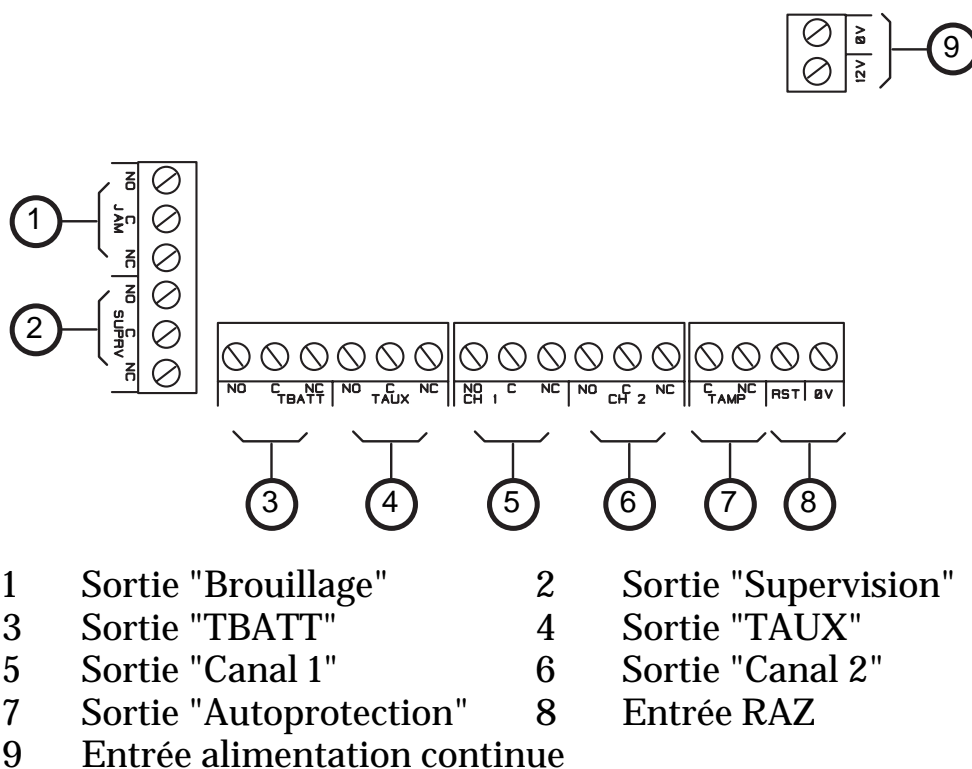 0V
12V
9
NO
C
NC
JAM
1
NO
C
NC
SUPRV
2
NO C NC NO C NC NO C NC NO C NC C NC RST 0V
TBATT TAUX CH 1 CH 2 TAMP
3 4 5 6 7 8
1 Sortie "Brouillage" 2 Sortie "Supervision"
3 Sortie "TBATT" 4 Sortie "TAUX"
5 Sortie "Canal 1" 6 Sortie "Canal 2"
7 Sortie "Autoprotection" 8 Entrée RAZ
9 Entrée alimentation continue